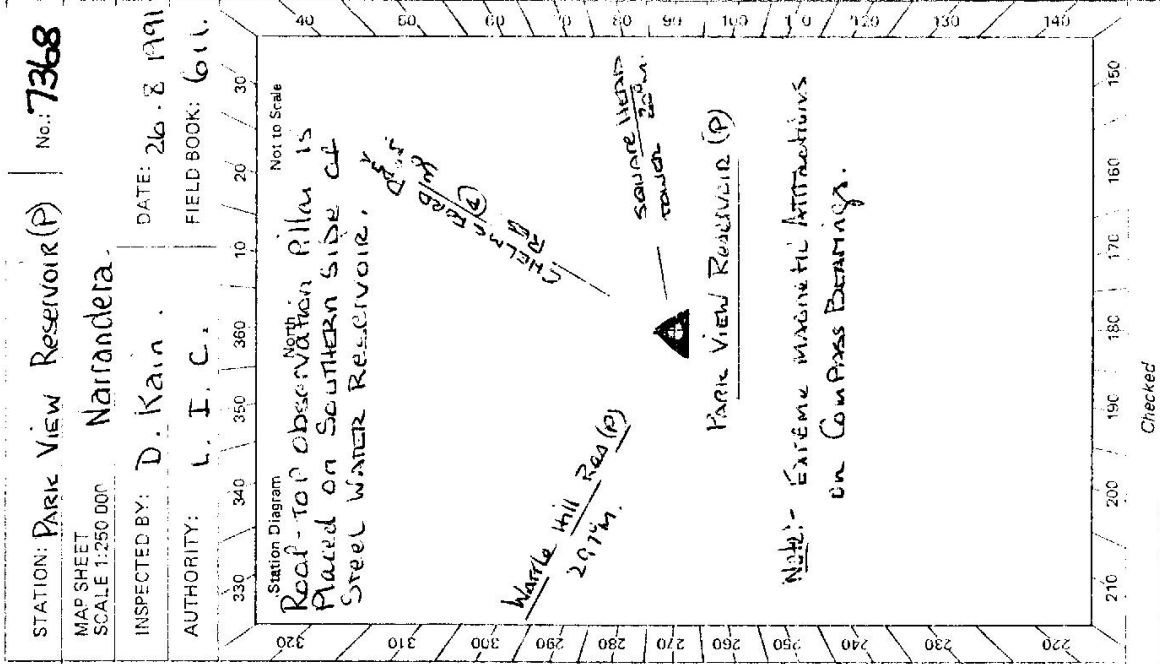 STATION: PARK VIEW Reservoir (P) No.: 7368
MAP SHEET
SCALE 1:250 000 Narrandera.
INSPECTED BY: D. Kain. DATE: 26.8 1991
AUTHORITY: L. I. C. FIELD BOOK: 611.
330 340 350 360 10 20 30
Station Diagram North Not to Scale
Roof-Top observation Pillar is
Placed on SOUTHERN Side of
Steel WATER Reservoir.
CHELMSFORD
RES
SQUARE HEAD
TOWER
Wattle Hill Res (P)
PARK VIEW RESERVOIR (P)
Note:- EXTREME MAGNETIC ATTRACTIONS
on COMPASS BEARINGS.
320 310 300 290 280 270 260 250 240 230 220
40 50 60 70 80 90 100 110 120 130 140
210 200 190 180 170 160 150
Checked